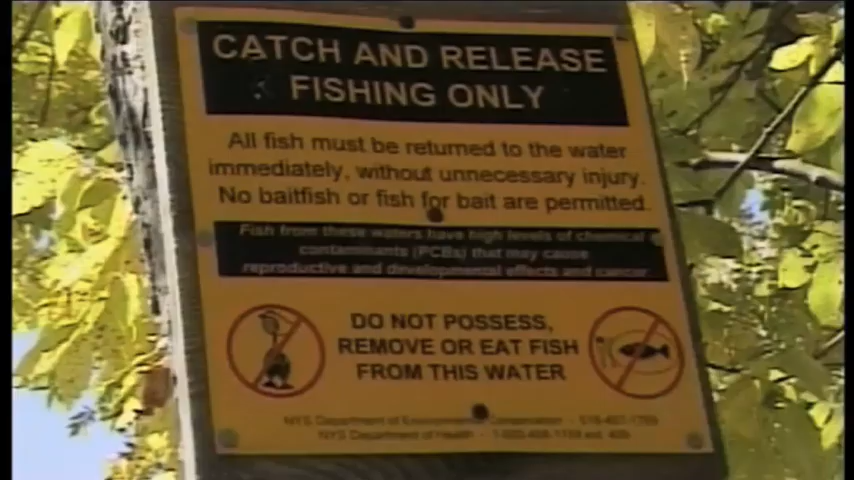 CATCH AND RELEASE
FISHING ONLY
All fish must be returned to the water
immediately, without unnecessary injury.
No baitfish or fish for bait are permitted.
Fish from these waters have high levels of chemical
contaminants (PCBs) that may cause
reproductive and developmental effects and cancer.
DO NOT POSSESS,
REMOVE OR EAT FISH
FROM THIS WATER
NYS Department of Environmental Conservation
NYS Department of Health